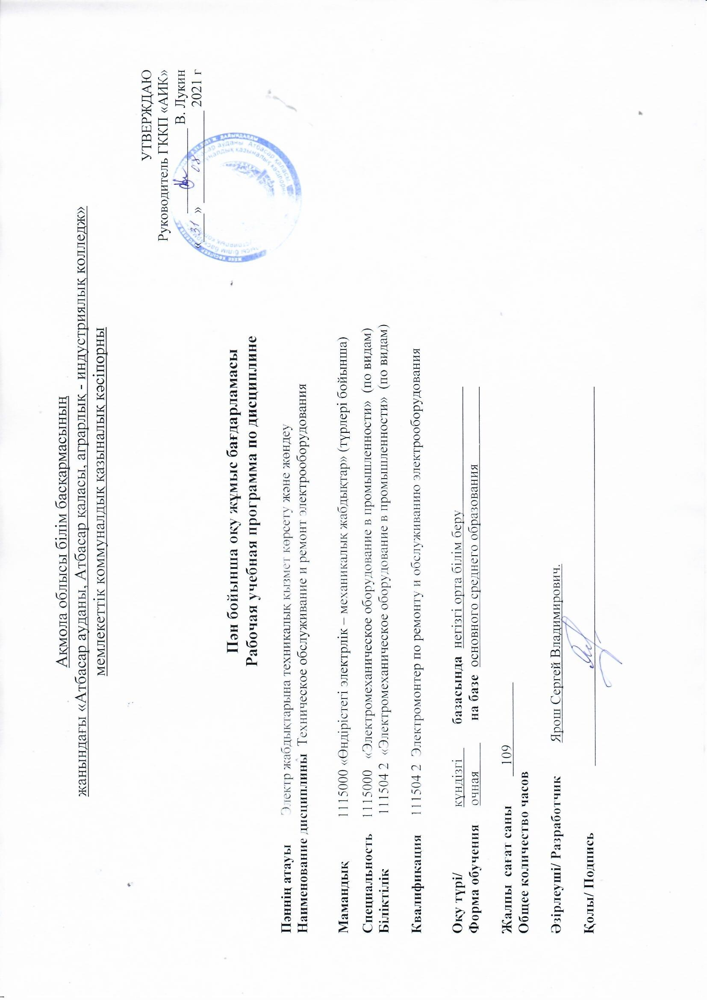 Ақмола облысы білім басқармасының
жанындағы «Атбасар ауданы, Атбасар қаласы, аграрлық - индустриялық колледж»
мемлекеттік коммуналдық қазыналық кәсіпорны
УТВЕРЖДАЮ
Руководитель ГККП «АИК»
В. Лукин
« 31 » 08 2021 г
Пән бойынша оқу жұмыс бағдарламасы
Рабочая учебная программа по дисциплине
Пәннің атауы Электр жабдықтарына техникалық қызмет көрсету және жөндеу
Наименование дисциплины Техническое обслуживание и ремонт электрооборудования
Мамандық 1115000 «Өндірістегі электрлік – механикалық жабдықтар» (түрлері бойынша)
Специальность 1115000 «Электромеханическое оборудование в промышленности» (по видам)
Біліктілік 111504 2 «Электромеханическое оборудование в промышленности» (по видам)
Квалификация 111504 2 Электромонтер по ремонту и обслуживанию электрооборудования
Оқу түрі/ күндізгі базасында негізгі орта білім беру
Форма обучения очная на базе основного среднего образования
Жалпы сағат саны 109
Общее количество часов
Әзірлеуші/ Разработчик Ярош Сергей Владимирович.
Қолы/ Подпись